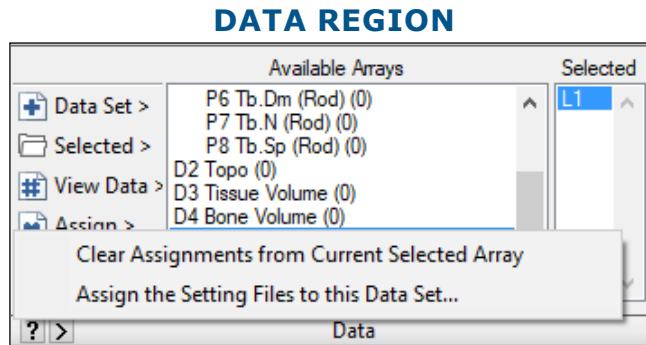 DATA REGION
Available Arrays
Selected
Data Set >
Selected >
View Data >
Assign >
P6 Tb.Dm (Rod) (0)
P7 Tb.N (Rod) (0)
P8 Tb.Sp (Rod) (0)
D2 Topo (0)
D3 Tissue Volume (0)
D4 Bone Volume (0)
L1
Clear Assignments from Current Selected Array
Assign the Setting Files to this Data Set...
? >
Data